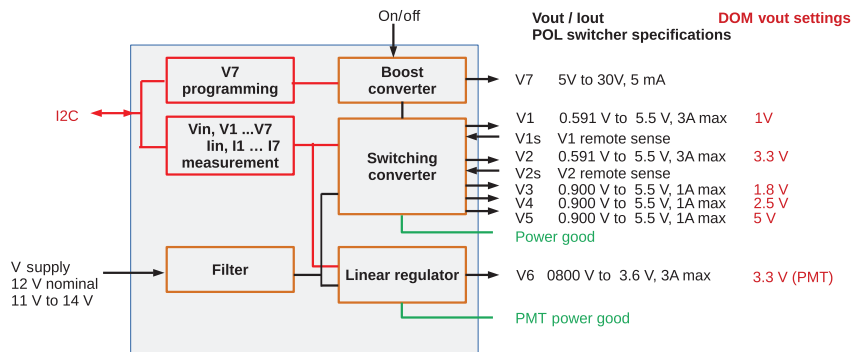 On/off
Vout / Iout
DOM vout settings
POL switcher specifications
V7
programming
Boost
converter
V7 5V to 30V, 5 mA
I2C
Vin, V1 ...V7
Iin, I1 … I7
measurement
Switching
converter
V1 0.591 V to 5.5 V, 3A max 1V
V1s V1 remote sense
V2 0.591 V to 5.5 V, 3A max 3.3 V
V2s V2 remote sense
V3 0.900 V to 5.5 V, 1A max 1.8 V
V4 0.900 V to 5.5 V, 1A max 2.5 V
V5 0.900 V to 5.5 V, 1A max 5 V
Power good
V supply
12 V nominal
11 V to 14 V
Filter
Linear regulator
V6 0800 V to 3.6 V, 3A max 3.3 V (PMT)
PMT power good